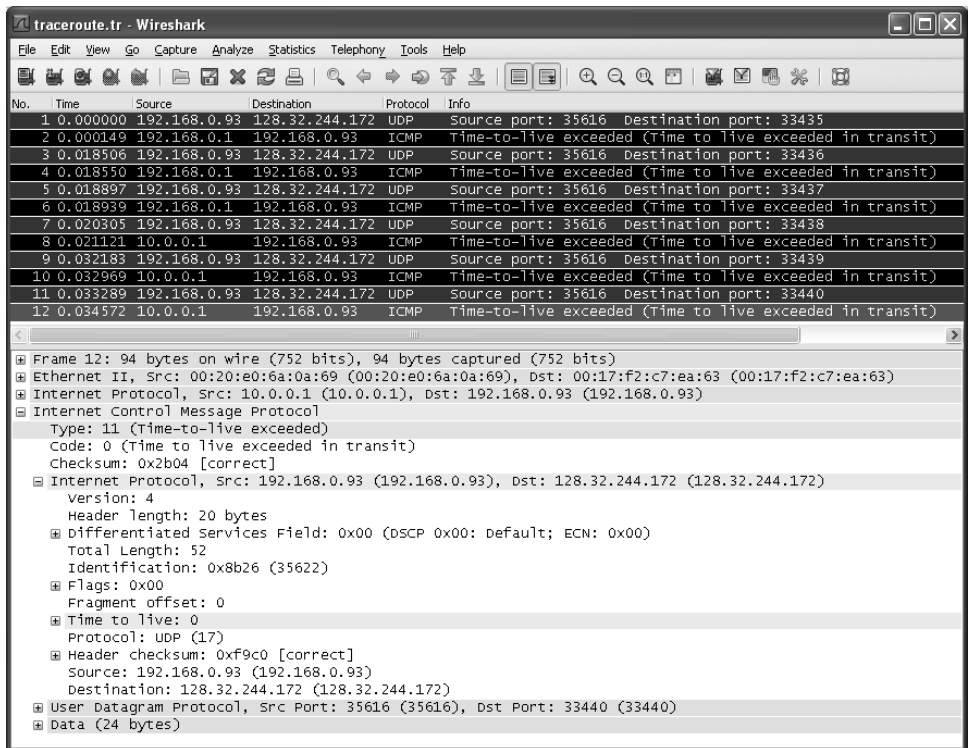 traceroute.tr - Wireshark
File Edit View Go Capture Analyze Statistics Telephony Tools Help
No. Time Source Destination Protocol Info
1 0.000000 192.168.0.93 128.32.244.172 UDP Source port: 35616 Destination port: 33435
2 0.000149 192.168.0.1 192.168.0.93 ICMP Time-to-live exceeded (Time to live exceeded in transit)
3 0.018506 192.168.0.93 128.32.244.172 UDP Source port: 35616 Destination port: 33436
4 0.018550 192.168.0.1 192.168.0.93 ICMP Time-to-live exceeded (Time to live exceeded in transit)
5 0.018897 192.168.0.93 128.32.244.172 UDP Source port: 35616 Destination port: 33437
6 0.018939 192.168.0.1 192.168.0.93 ICMP Time-to-live exceeded (Time to live exceeded in transit)
7 0.020305 192.168.0.93 128.32.244.172 UDP Source port: 35616 Destination port: 33438
8 0.021121 10.0.0.1 192.168.0.93 ICMP Time-to-live exceeded (Time to live exceeded in transit)
9 0.032183 192.168.0.93 128.32.244.172 UDP Source port: 35616 Destination port: 33439
10 0.032969 10.0.0.1 192.168.0.93 ICMP Time-to-live exceeded (Time to live exceeded in transit)
11 0.033289 192.168.0.93 128.32.244.172 UDP Source port: 35616 Destination port: 33440
12 0.034572 10.0.0.1 192.168.0.93 ICMP Time-to-live exceeded (Time to live exceeded in transit)
Frame 12: 94 bytes on wire (752 bits), 94 bytes captured (752 bits)
Ethernet II, Src: 00:20:e0:6a:0a:69 (00:20:e0:6a:0a:69), Dst: 00:17:f2:c7:ea:63 (00:17:f2:c7:ea:63)
Internet Protocol, Src: 10.0.0.1 (10.0.0.1), Dst: 192.168.0.93 (192.168.0.93)
Internet Control Message Protocol
Type: 11 (Time-to-live exceeded)
Code: 0 (Time to live exceeded in transit)
Checksum: 0x2b04 [correct]
Internet Protocol, Src: 192.168.0.93 (192.168.0.93), Dst: 128.32.244.172 (128.32.244.172)
Version: 4
Header length: 20 bytes
Differentiated Services Field: 0x00 (DSCP 0x00: Default; ECN: 0x00)
Total Length: 52
Identification: 0x8b26 (35622)
Flags: 0x00
Fragment offset: 0
Time to live: 0
Protocol: UDP (17)
Header checksum: 0xf9c0 [correct]
Source: 192.168.0.93 (192.168.0.93)
Destination: 128.32.244.172 (128.32.244.172)
User Datagram Protocol, Src Port: 35616 (35616), Dst Port: 33440 (33440)
Data (24 bytes)